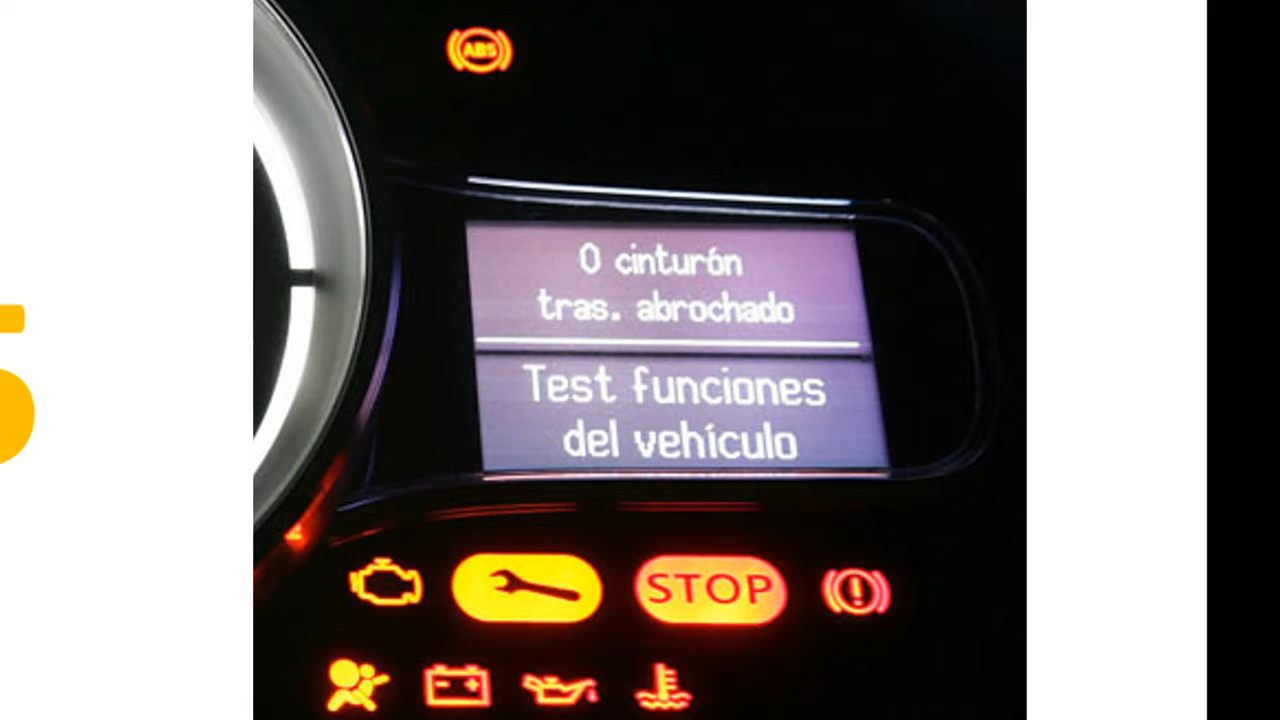 ABS
0 cinturón
tras. abrochado
Test funciones
del vehículo
STOP